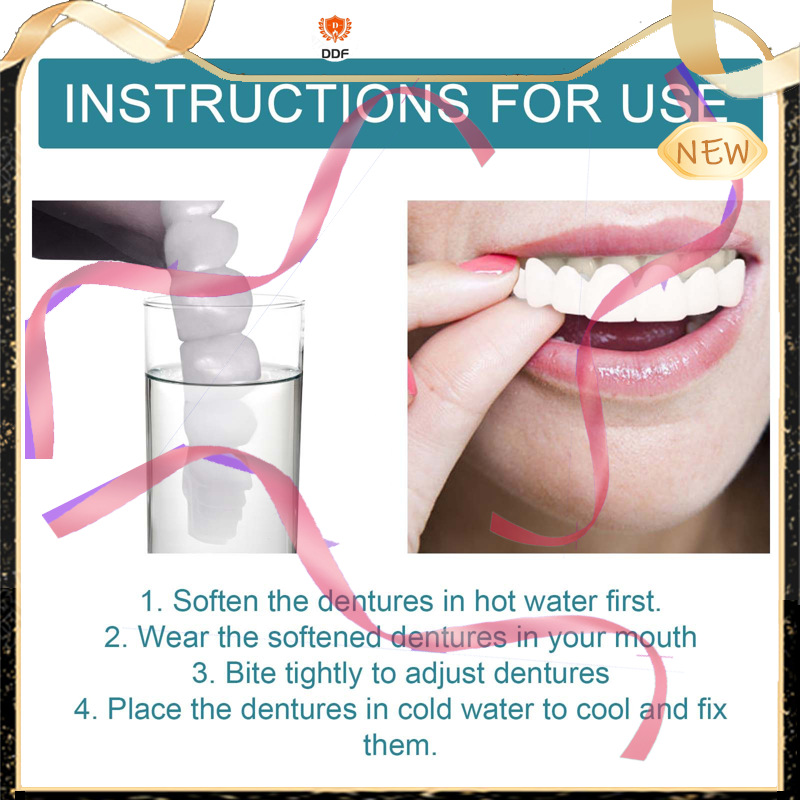 DDF
INSTRUCTIONS FOR USE
NEW
1. Soften the dentures in hot water first.
2. Wear the softened dentures in your mouth
3. Bite tightly to adjust dentures
4. Place the dentures in cold water to cool and fix
them.